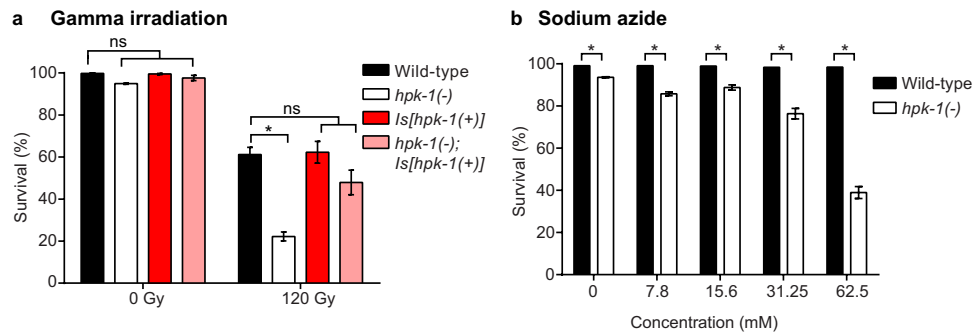 a Gamma irradiation
ns
100
80
60
40
20
0
Survival (%)
ns
*
0 Gy
120 Gy
Wild-type
hpk-1(-)
Is[hpk-1(+)]
hpk-1(-);
Is[hpk-1(+)]
b Sodium azide
* * * * *
100
80
60
40
20
0
Survival (%)
0 7.8 15.6 31.25 62.5
Concentration (mM)
Wild-type
hpk-1(-)